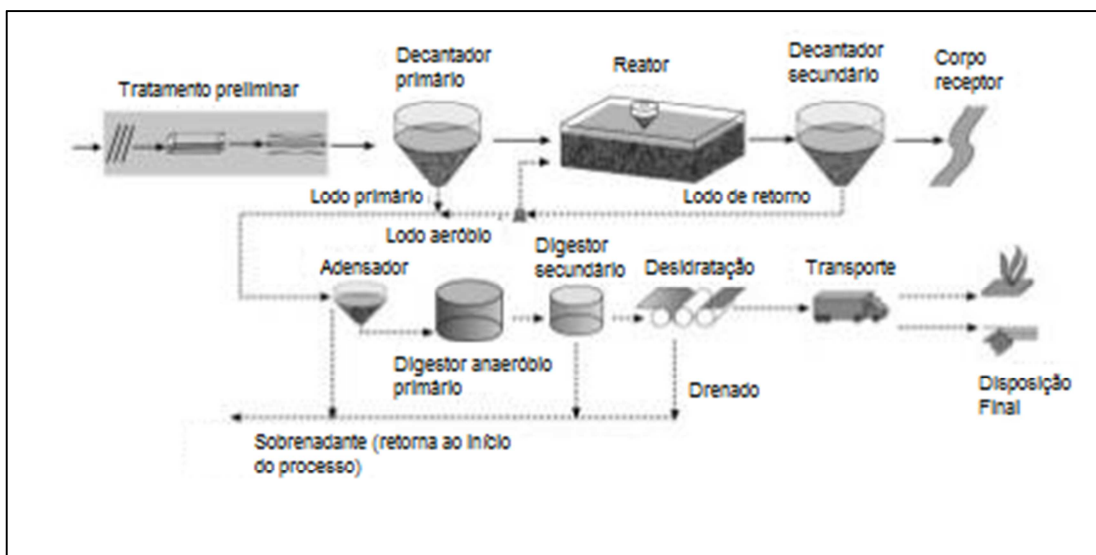 Tratamento preliminar
Decantador
primário
Reator
Decantador
secundário
Corpo
receptor
Lodo primário
Lodo de retorno
Lodo aeróbio
Adensador
Digestor
secundário
Desidratação
Transporte
Digestor anaeróbio
primário
Drenado
Disposição
Final
Sobrenadante (retorna ao início
do processo)